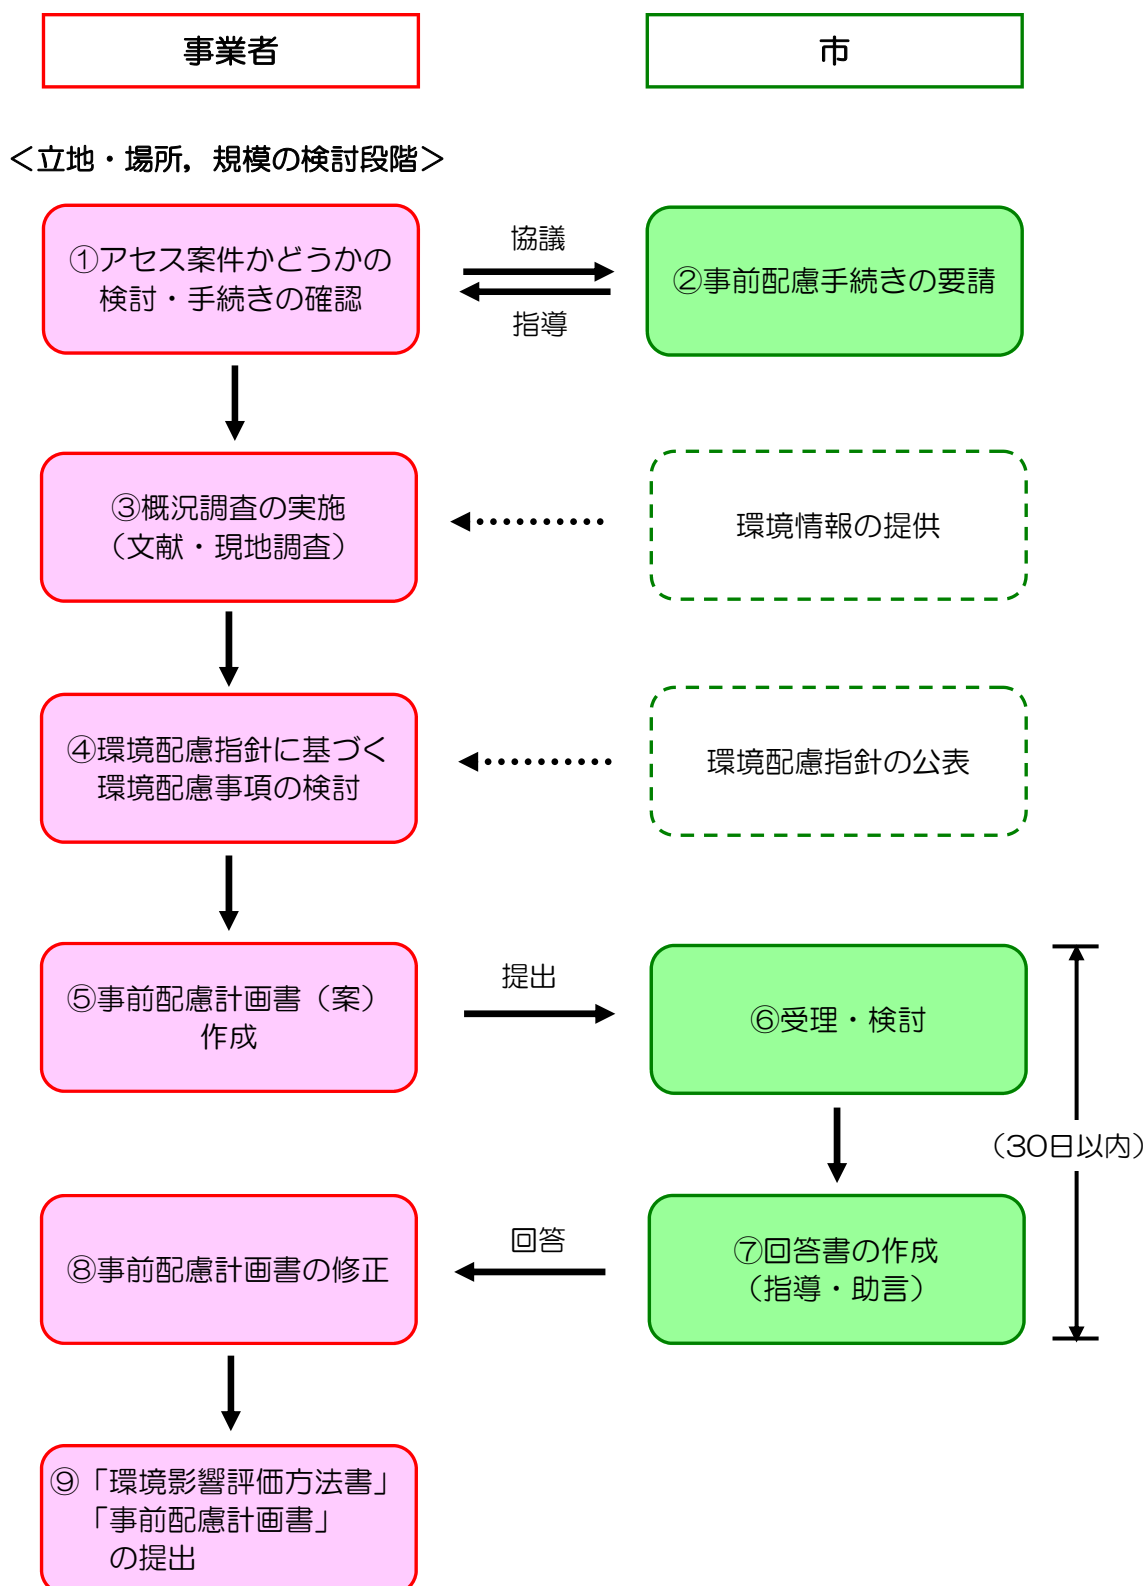 事業者
市
＜立地・場所，規模の検討段階＞
①アセス案件かどうかの
検討・手続きの確認
協議
指導
②事前配慮手続きの要請
③概況調査の実施
（文献・現地調査）
環境情報の提供
④環境配慮指針に基づく
環境配慮事項の検討
環境配慮指針の公表
⑤事前配慮計画書（案）
作成
提出
⑥受理・検討
（30日以内）
⑧事前配慮計画書の修正
回答
⑦回答書の作成
（指導・助言）
⑨「環境影響評価方法書」
「事前配慮計画書」
の提出